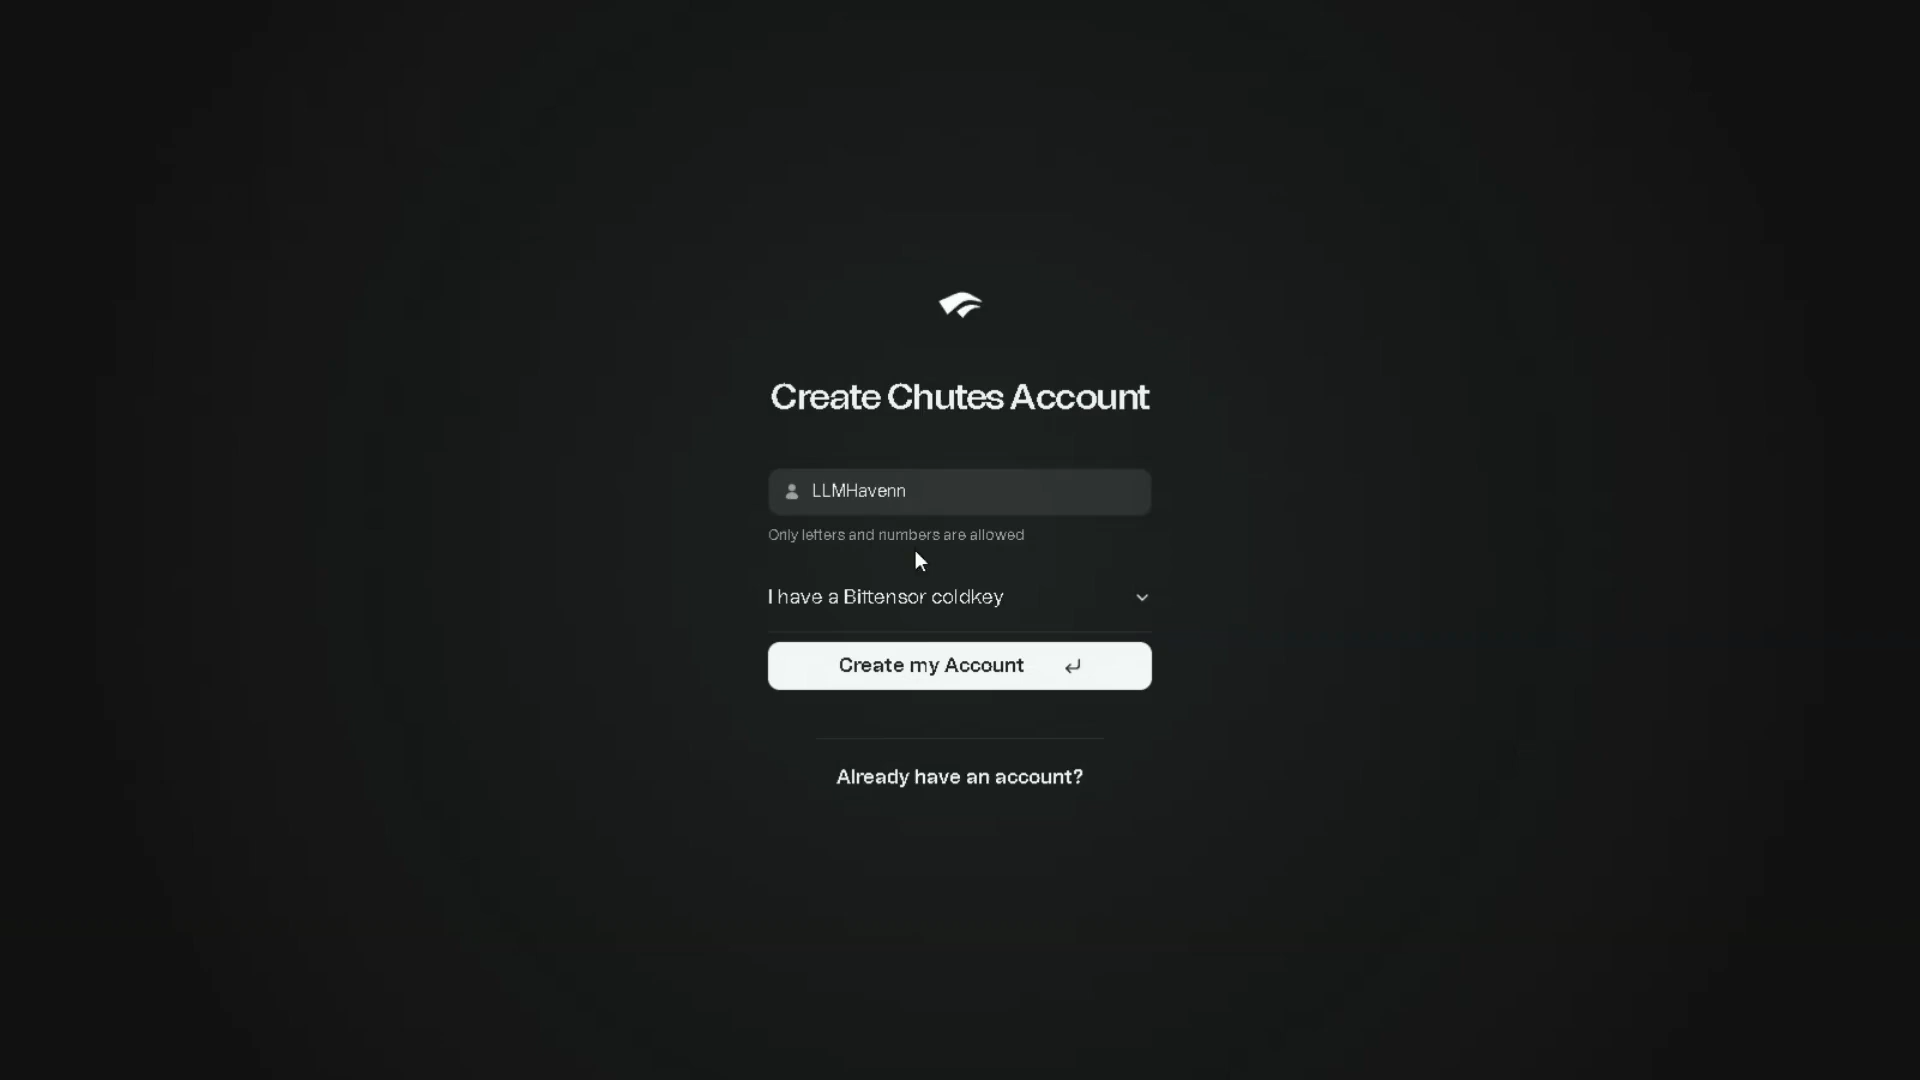 Create Chutes Account
LLMHavenn
Only letters and numbers are allowed
I have a Bittensor coldkey
Create my Account
Already have an account?